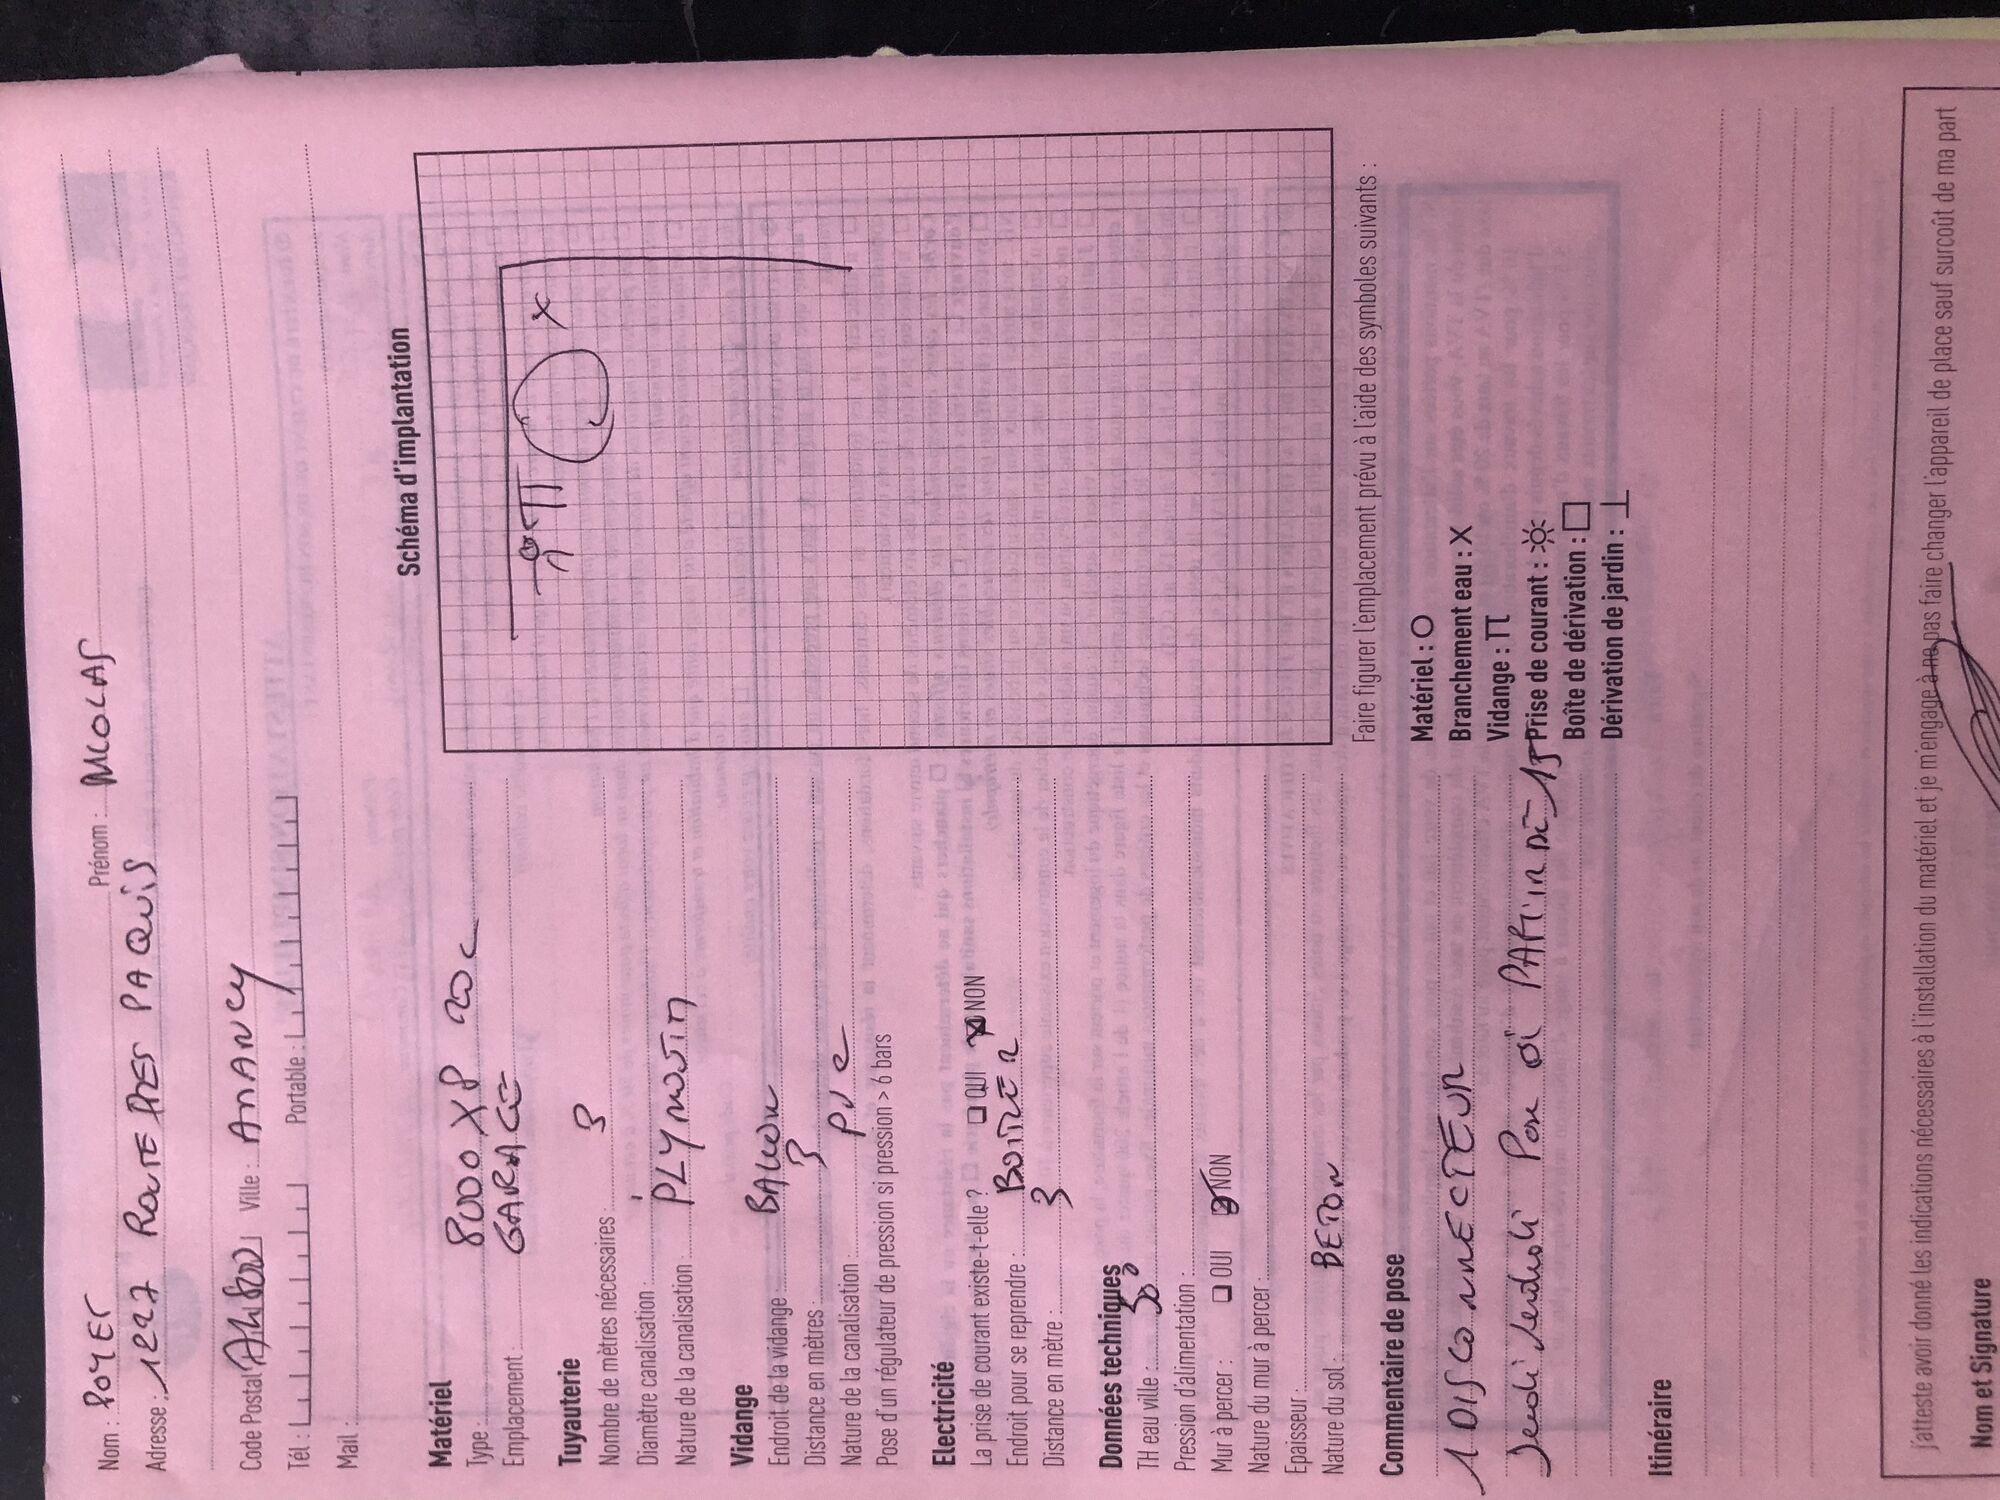 Nom : POYET Prénom : NICOLAS
Adresse : 1227 ROUTE DES PAQUIS
Code Postal Ville : AMANCY
Tél : Portable :
Mail :
Matériel
Type : 8000 XP 20 C
Emplacement : GARAGE
Tuyauterie
Nombre de mètres nécessaires : 3
Diamètre canalisation :
Nature de la canalisation :
Vidange
Endroit de la vidange : BALLON
Distance en mètres : 3
Nature de la canalisation : PVC
Pose d'un régulateur de pression si pression > 6 bars
Electricité
La prise de courant existe-t-elle ? OUI NON
Endroit pour se reprendre : BOITIER
Distance en mètre : 3
Données techniques
TH eau ville : 30°
Pression d'alimentation :
Mur à percer : OUI NON
Nature du mur à percer :
Epaisseur :
Nature du sol : BETON
Commentaire de pose
1 DISCONNECTEUR
Pose A PARTIR DE 15
Itinéraire
Schéma d'implantation
Faire figurer l'emplacement prévu à l'aide des symboles suivants :
Matériel : O
Branchement eau : X
Vidange : π
Prise de courant :
Boîte de dérivation : □
Dérivation de jardin : ⊥
J'atteste avoir donné les indications nécessaires à l'installation du matériel et je m'engage à ne pas faire changer l'appareil de place sauf surcoût de ma part
Nom et Signature